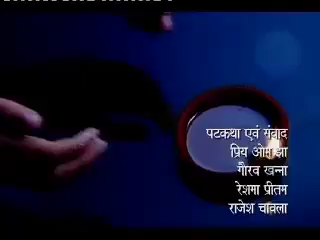 पटकथा एवं संवाद
प्रिय ओम झा
गौरव खन्ना
रेशमा प्रीतम
राजेश चावला